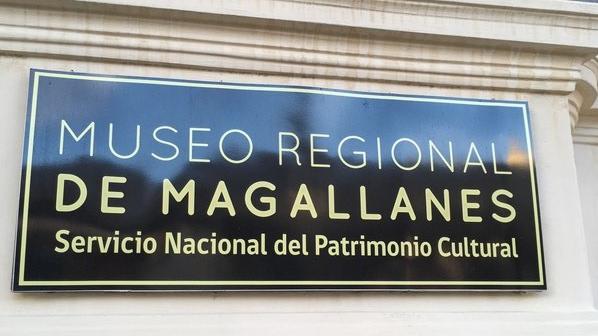 MUSEO REGIONAL
DE MAGALLANES
Servicio Nacional del Patrimonio Cultural